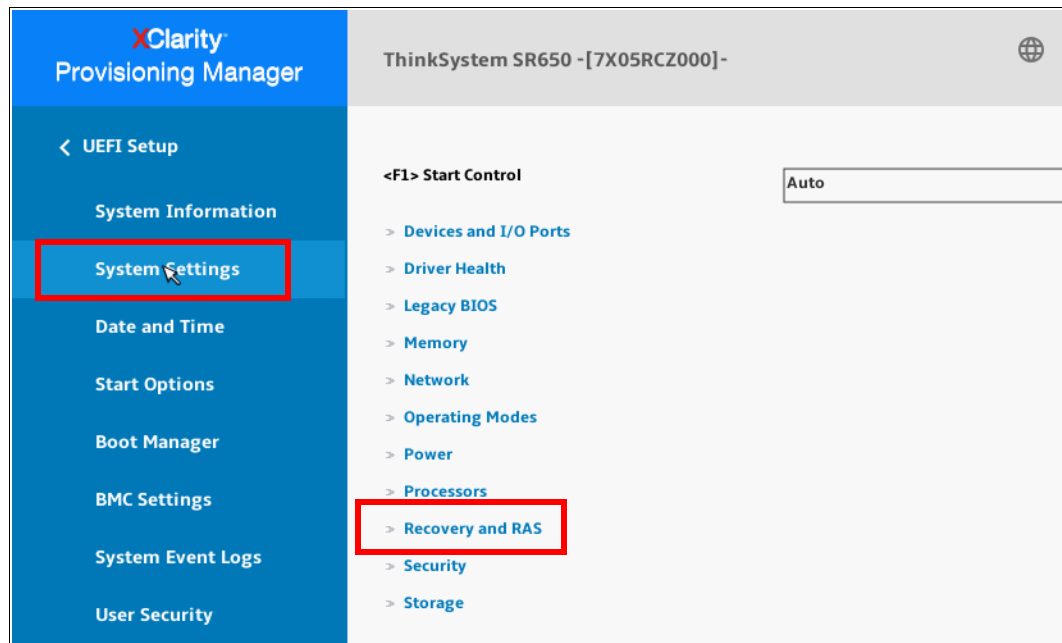 XClarity™
Provisioning Manager
ThinkSystem SR650 -[7X05RCZ000]-
UEFI Setup
System Information
System Settings
Date and Time
Start Options
Boot Manager
BMC Settings
System Event Logs
User Security
<F1> Start Control
Auto
Devices and I/O Ports
Driver Health
Legacy BIOS
Memory
Network
Operating Modes
Power
Processors
Recovery and RAS
Security
Storage